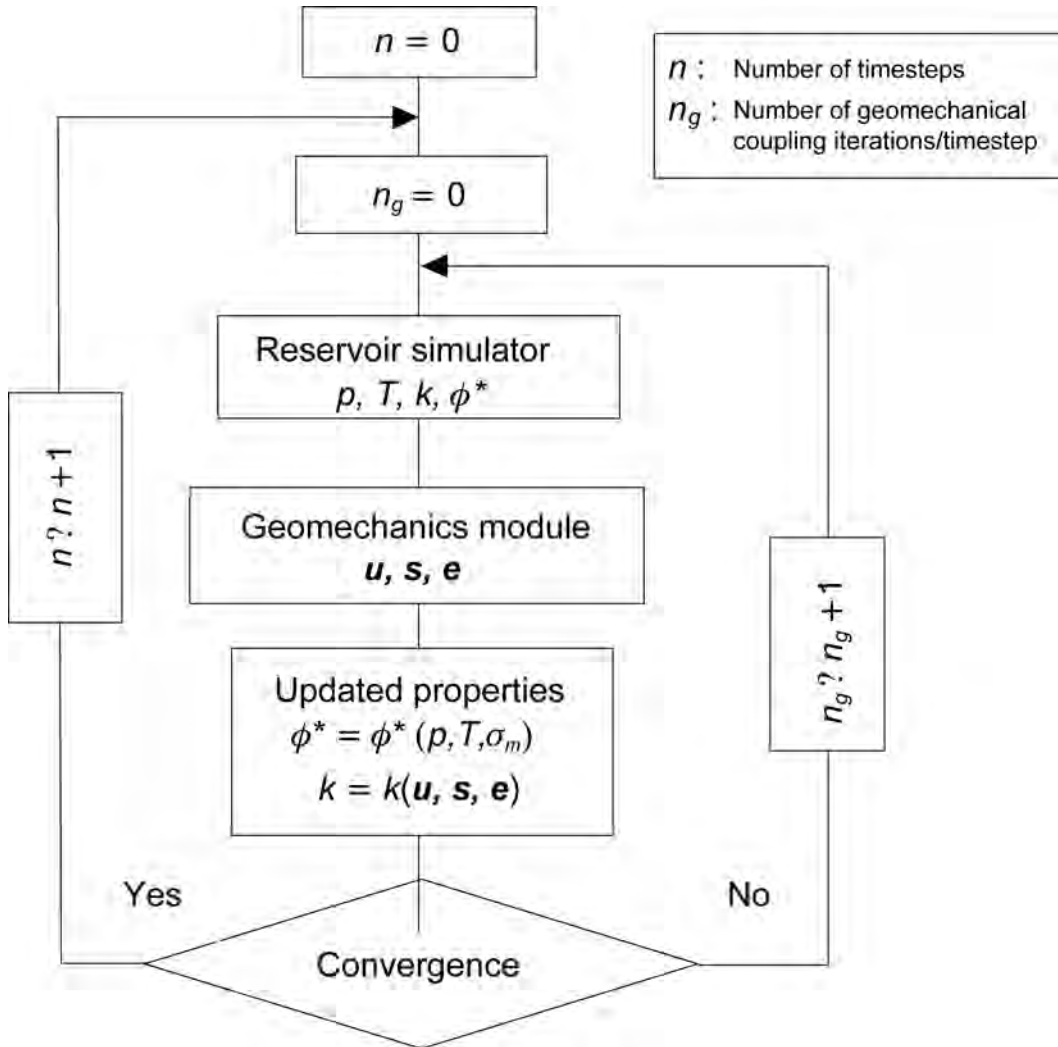 n = 0
n : Number of timesteps
n_g : Number of geomechanical
coupling iterations/timestep
n_g = 0
Reservoir simulator
p, T, k, ϕ*
n ? n + 1
Geomechanics module
u, s, e
n_g ? n_g + 1
Updated properties
ϕ* = ϕ* (p,T,σ_m)
k = k(u, s, e)
Yes
No
Convergence